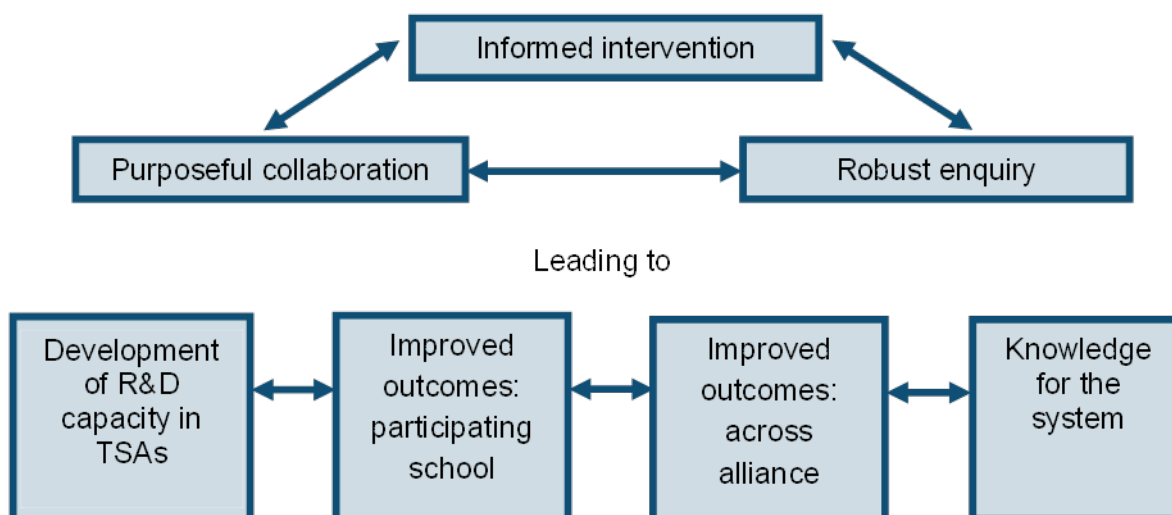 Informed intervention
Purposeful collaboration
Robust enquiry
Leading to
Development
of R&D
capacity in
TSAs
Improved
outcomes:
participating
school
Improved
outcomes:
across
alliance
Knowledge
for the
system